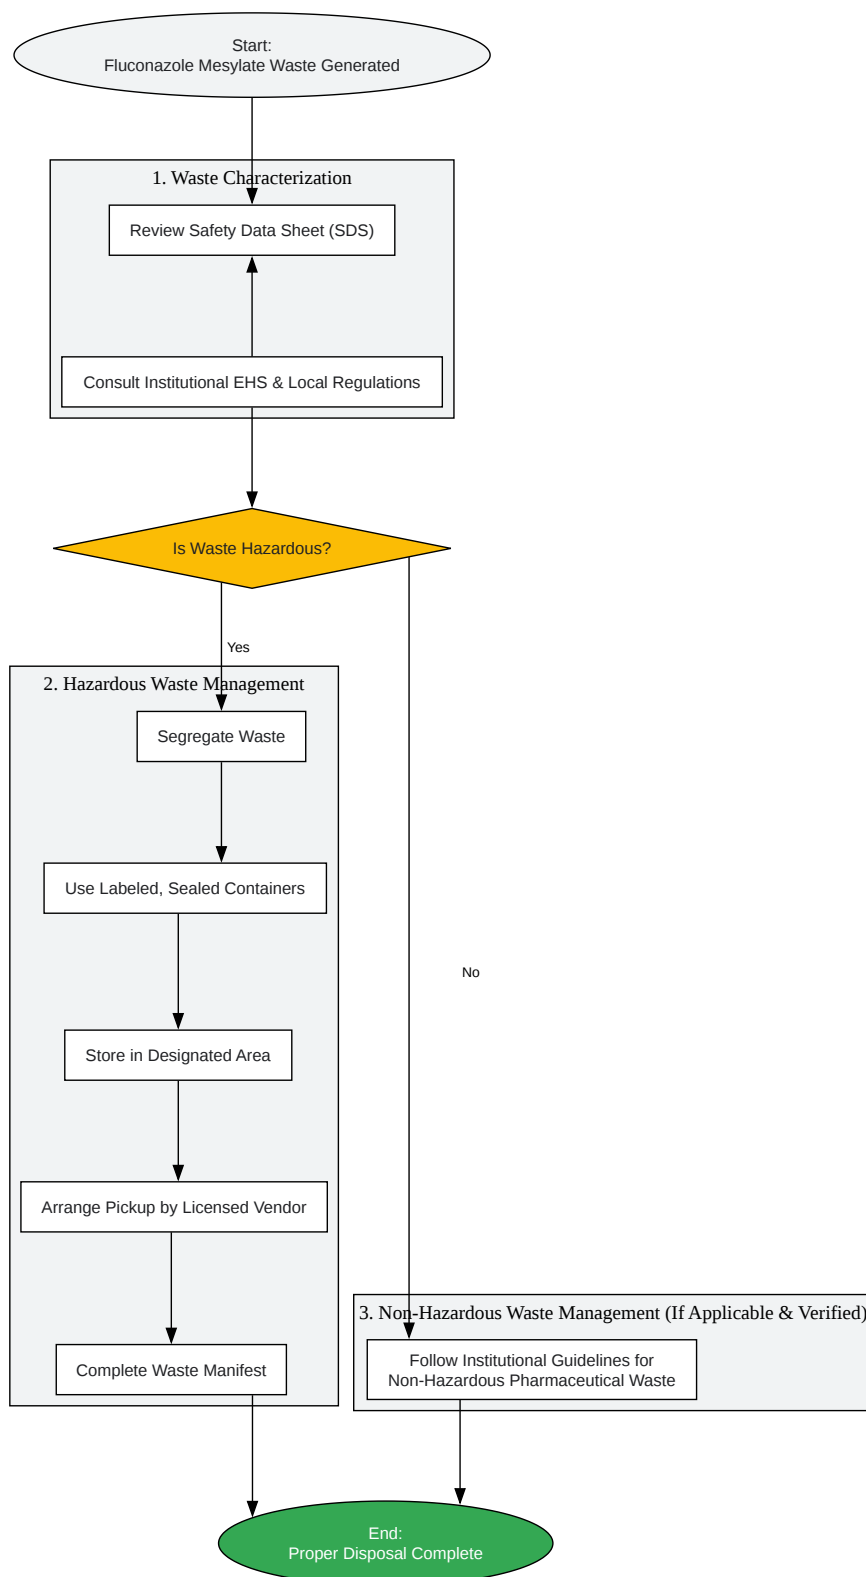 Start:
Fluconazole Mesylate Waste Generated
1. Waste Characterization
Review Safety Data Sheet (SDS)
Consult Institutional EHS & Local Regulations
Is Waste Hazardous?
Yes
2. Hazardous Waste Management
Segregate Waste
Use Labeled, Sealed Containers
No
Store in Designated Area
Arrange Pickup by Licensed Vendor
3. Non-Hazardous Waste Management (If Applicable & Verified)
Follow Institutional Guidelines for
Non-Hazardous Pharmaceutical Waste
Complete Waste Manifest
End:
Proper Disposal Complete